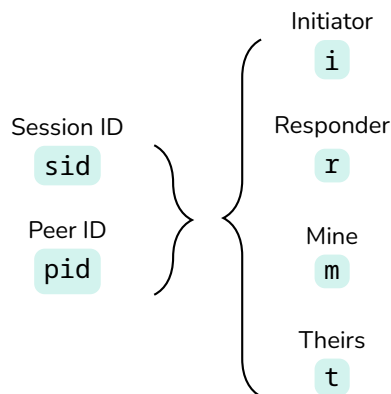 Session ID
sid
Peer ID
pid
Initiator
i
Responder
r
Mine
m
Theirs
t